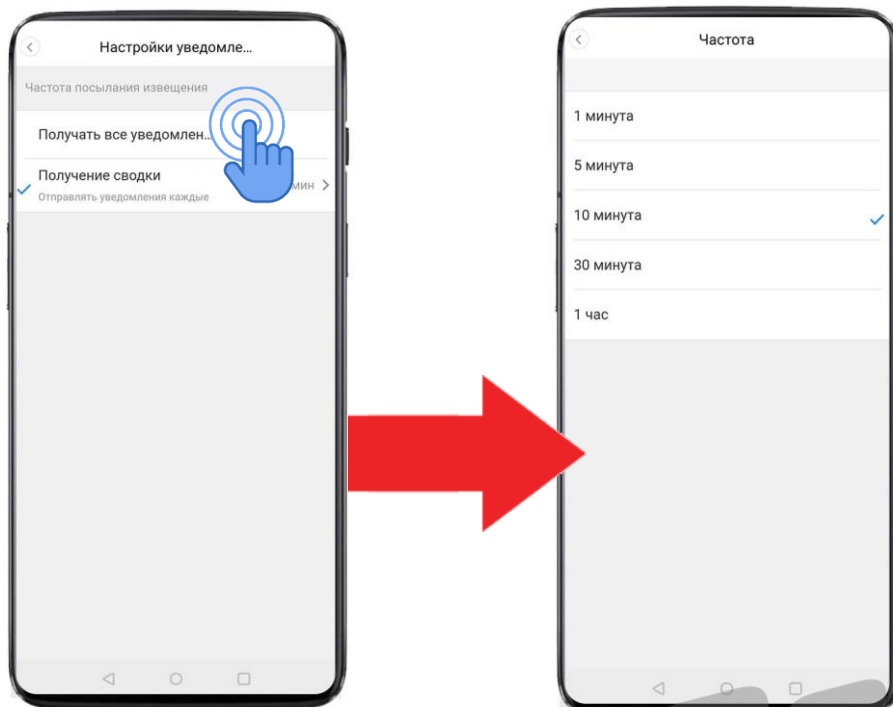 Настройки уведомле...
Частота посылания извещения
Получать все уведомлен...
Получение сводки
мин
Отправлять уведомления каждые
Частота
1 минута
5 минута
10 минута
30 минута
1 час